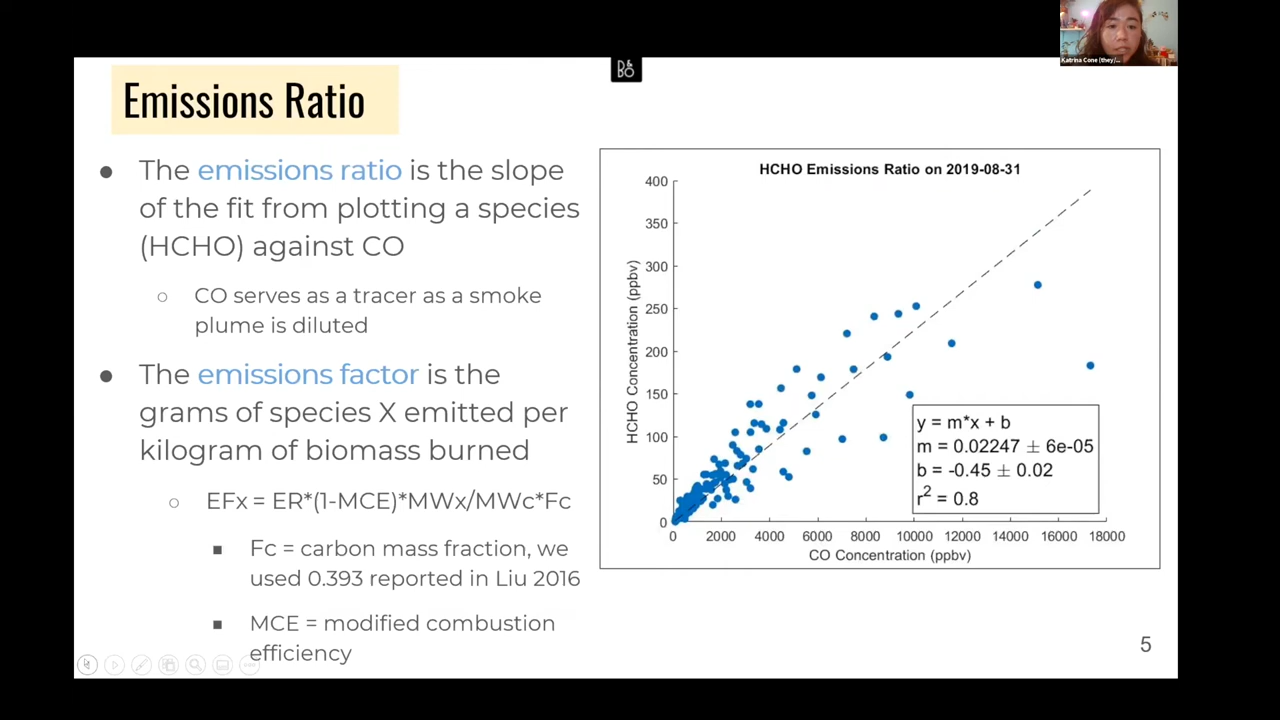 Katrina Cone (they/...
B&
BO
Emissions Ratio
● The emissions ratio is the slope
of the fit from plotting a species
(HCHO) against CO
○ CO serves as a tracer as a smoke
plume is diluted
● The emissions factor is the
grams of species X emitted per
kilogram of biomass burned
○ EFx = ER*(1-MCE)*MWx/MWc*Fc
■ Fc = carbon mass fraction, we
used 0.393 reported in Liu 2016
■ MCE = modified combustion
efficiency
HCHO Emissions Ratio on 2019-08-31
HCHO Concentration (ppbv)
400
350
300
250
200
150
100
50
0
y = m*x + b
m = 0.02247 ± 6e-05
b = -0.45 ± 0.02
r² = 0.8
0 2000 4000 6000 8000 10000 12000 14000 16000 18000
CO Concentration (ppbv)
5